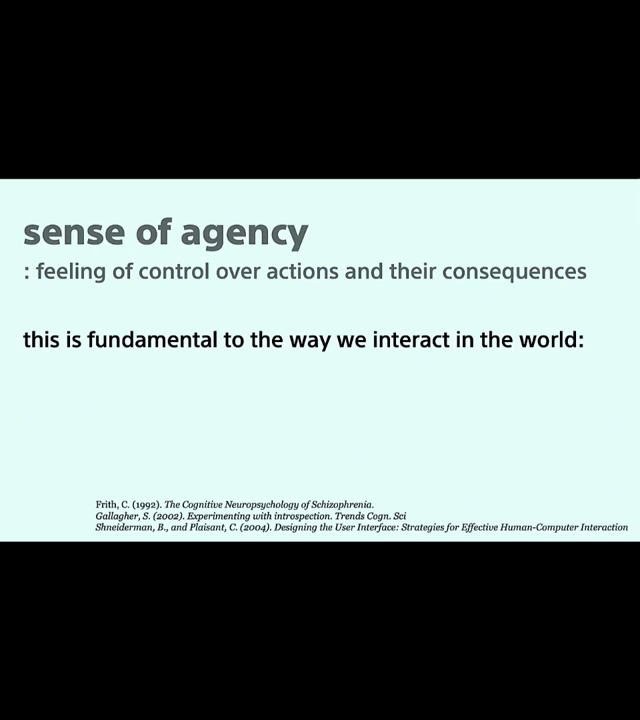 sense of agency
: feeling of control over actions and their consequences
this is fundamental to the way we interact in the world:
Frith, C. (1992). The Cognitive Neuropsychology of Schizophrenia.
Gallagher, S. (2002). Experimenting with introspection. Trends Cogn. Sci
Shneiderman, B., and Plaisant, C. (2004). Designing the User Interface: Strategies for Effective Human-Computer Interaction